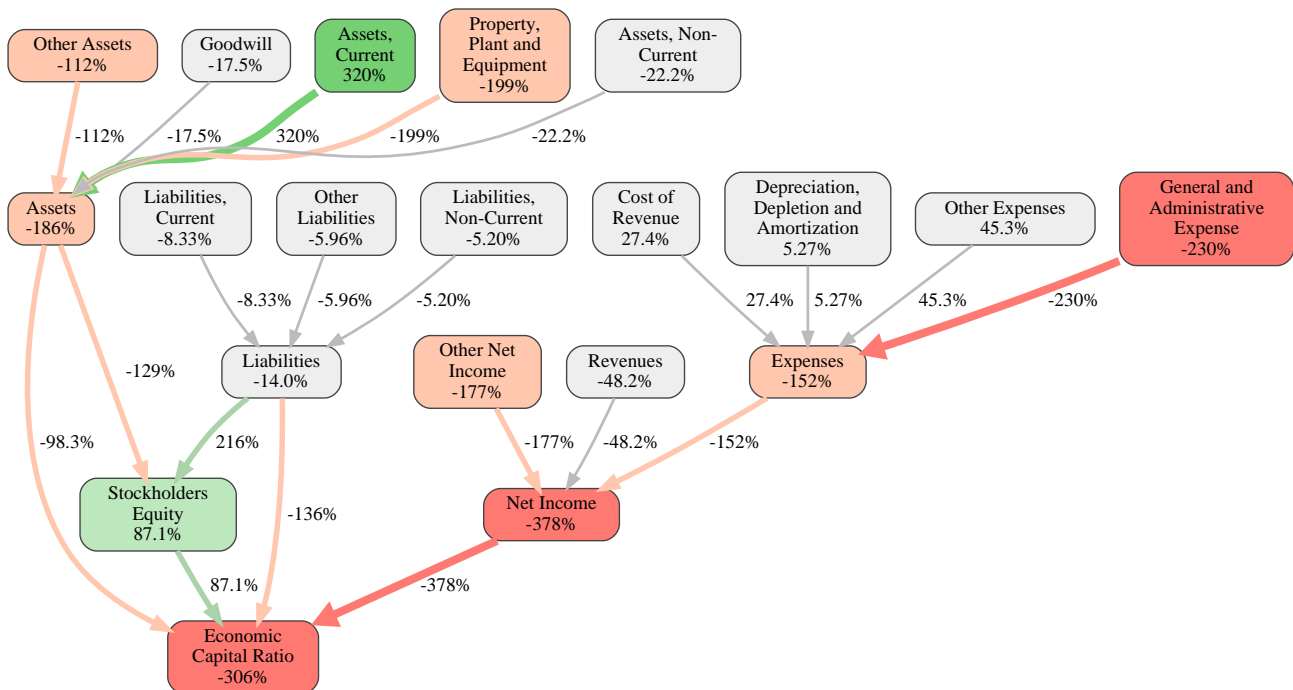 Other Assets
-112%
Goodwill
-17.5%
Assets,
Current
320%
Property,
Plant and
Equipment
-199%
Assets, Non-
Current
-22.2%
-112%
-17.5%
320%
-199%
-22.2%
Assets
-186%
Liabilities,
Current
-8.33%
Other
Liabilities
-5.96%
Liabilities,
Non-Current
-5.20%
Cost of
Revenue
27.4%
Depreciation,
Depletion and
Amortization
5.27%
Other Expenses
45.3%
General and
Administrative
Expense
-230%
-8.33%
-5.96%
-5.20%
27.4%
5.27%
45.3%
-230%
Liabilities
-14.0%
Other Net
Income
-177%
Revenues
-48.2%
Expenses
-152%
-129%
-98.3%
216%
-136%
-177%
-48.2%
-152%
Stockholders
Equity
87.1%
Net Income
-378%
87.1%
-378%
Economic
Capital Ratio
-306%